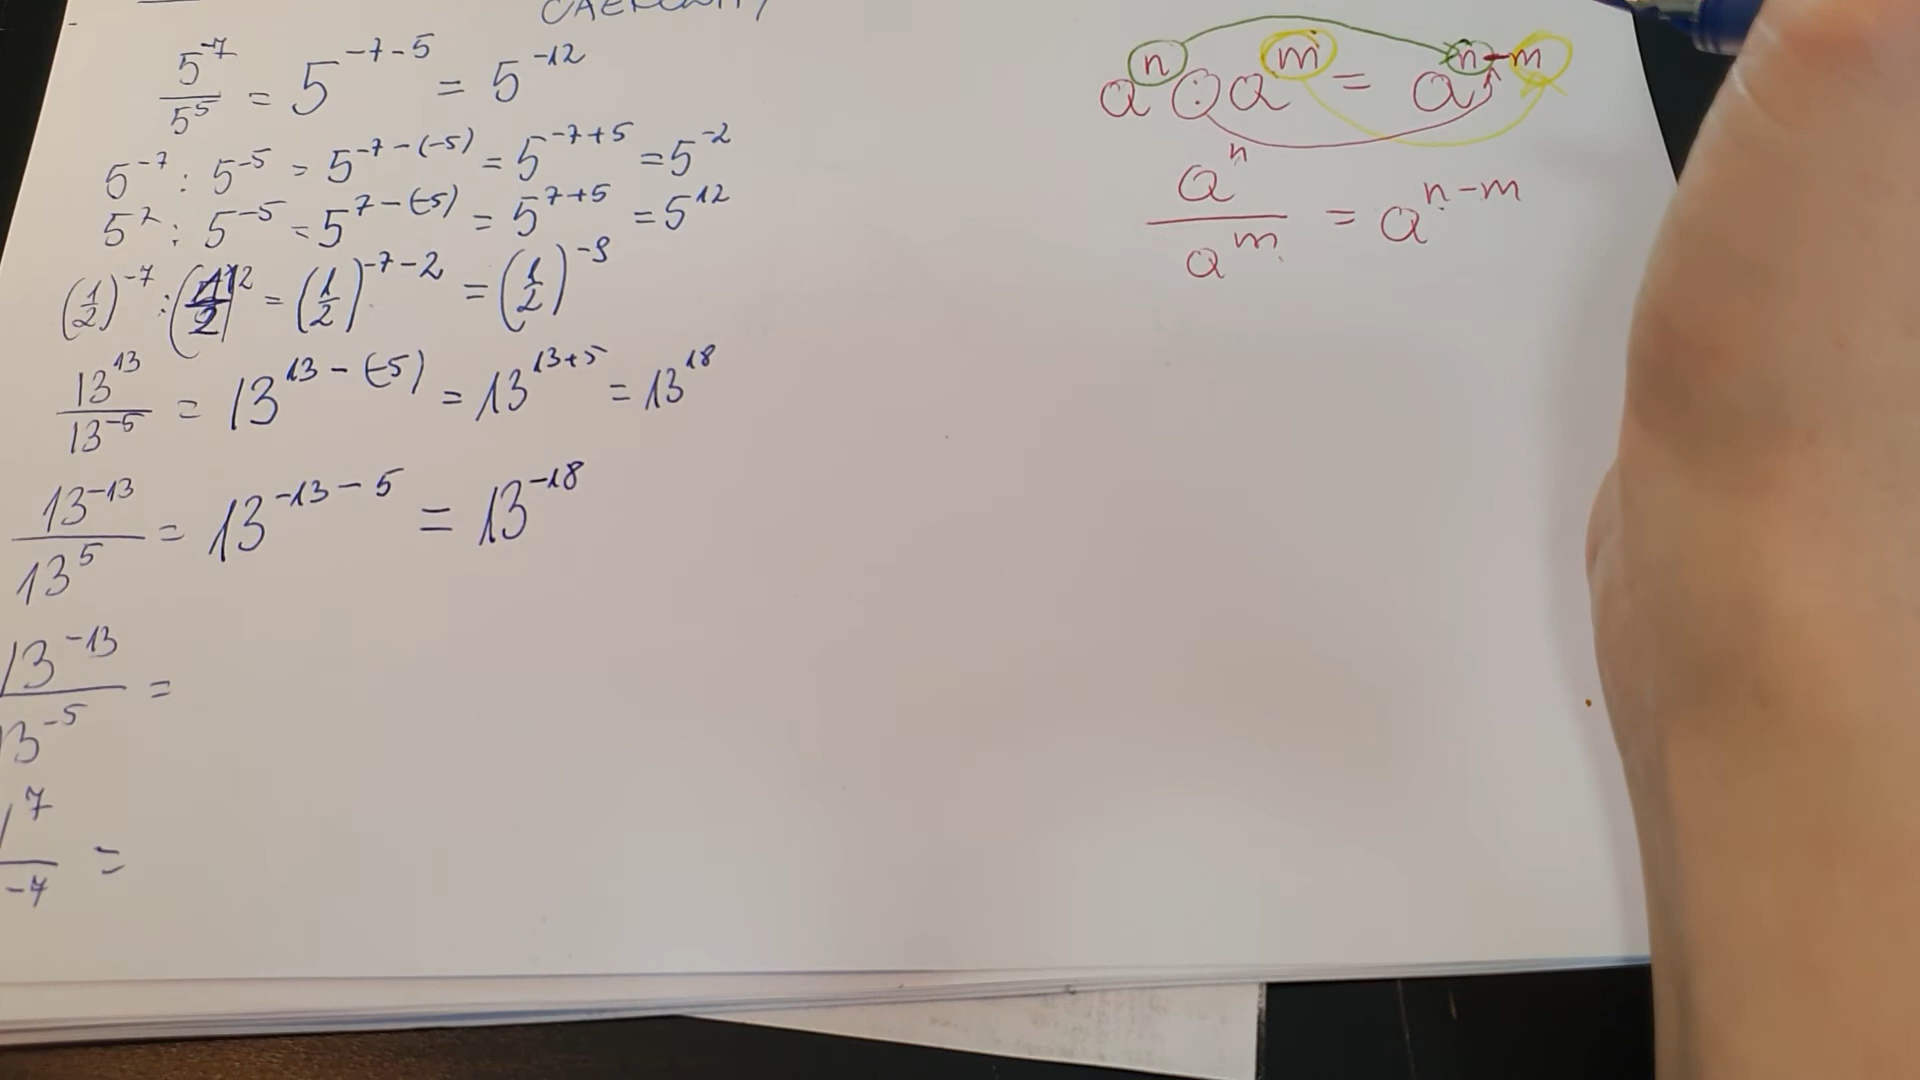 5^-7 / 5^5 = 5^-7-5 = 5^-12
5^-7 : 5^-5 = 5^-7-(-5) = 5^-7+5 = 5^-2
5^7 : 5^-5 = 5^7-(-5) = 5^7+5 = 5^12
(1/2)^-7 : (1/2)^2 = (1/2)^-7-2 = (1/2)^-9
13^13 / 13^-5 = 13^13-(-5) = 13^13+5 = 13^18
13^-13 / 13^5 = 13^-13-5 = 13^-18
13^-13 / 13^-5 =
7 / -7 =
a^n : a^m = a^n-m
a^n / a^m = a^n-m